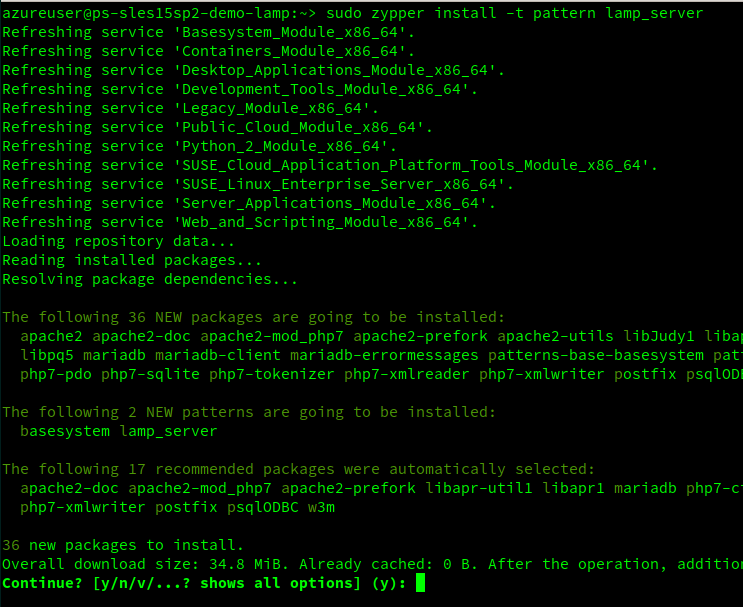 azureuser@ps-sles15sp2-demo-lamp:~> sudo zypper install -t pattern lamp_server
Refreshing service 'Basesystem_Module_x86_64'.
Refreshing service 'Containers_Module_x86_64'.
Refreshing service 'Desktop_Applications_Module_x86_64'.
Refreshing service 'Development_Tools_Module_x86_64'.
Refreshing service 'Legacy_Module_x86_64'.
Refreshing service 'Public_Cloud_Module_x86_64'.
Refreshing service 'Python_2_Module_x86_64'.
Refreshing service 'SUSE_Cloud_Application_Platform_Tools_Module_x86_64'.
Refreshing service 'SUSE_Linux_Enterprise_Server_x86_64'.
Refreshing service 'Server_Applications_Module_x86_64'.
Refreshing service 'Web_and_Scripting_Module_x86_64'.
Loading repository data...
Reading installed packages...
Resolving package dependencies...
The following 36 NEW packages are going to be installed:
apache2 apache2-doc apache2-mod_php7 apache2-prefork apache2-utils libJudy1 libap
libpq5 mariadb mariadb-client mariadb-errormessages patterns-base-basesystem pat
php7-pdo php7-sqlite php7-tokenizer php7-xmlreader php7-xmlwriter postfix psqlODB
The following 2 NEW patterns are going to be installed:
basesystem lamp_server
The following 17 recommended packages were automatically selected:
apache2-doc apache2-mod_php7 apache2-prefork libapr-util1 libapr1 mariadb php7-c
php7-xmlwriter postfix psqlODBC w3m
36 new packages to install.
Overall download size: 34.8 MiB. Already cached: 0 B. After the operation, additio
Continue? [y/n/v/...? shows all options] (y):